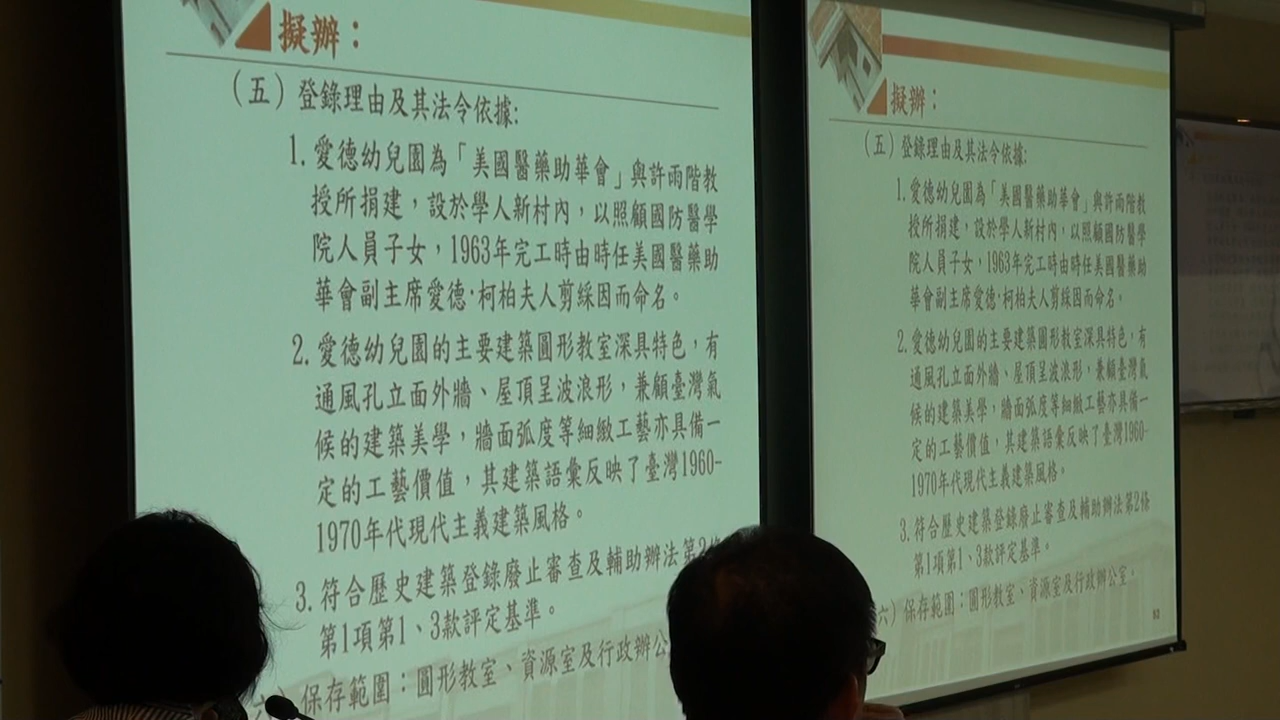 擬辦：
（五）登錄理由及其法令依據:
1. 愛德幼兒園為「美國醫藥助華會」與許雨階教
授所捐建，設於學人新村內，以照顧國防醫學
院人員子女，1963年完工時由時任美國醫藥助
華會副主席愛德·柯柏夫人剪綵因而命名。
2. 愛德幼兒園的主要建築圓形教室深具特色，有
通風孔立面外牆、屋頂呈波浪形，兼顧臺灣氣
候的建築美學，牆面弧度等細緻工藝亦具備一
定的工藝價值，其建築語彙反映了臺灣1960-
1970年代現代主義建築風格。
3. 符合歷史建築登錄廢止審查及輔助辦法第2條
第1項第1、3款評定基準。
）保存範圍：圓形教室、資源室及行政辦公
擬辦：
（五）登錄理由及其法令依據:
1. 愛德幼兒園為「美國醫藥助華會」與許雨階教
授所捐建，設於學人新村內，以照顧國防醫學
院人員子女，1963年完工時由時任美國醫藥助
華會副主席愛德·柯柏夫人剪綵因而命名。
2. 愛德幼兒園的主要建築圓形教室深具特色，有
通風孔立面外牆、屋頂呈波浪形，兼顧臺灣氣
候的建築美學，牆面弧度等細緻工藝亦具備一
定的工藝價值，其建築語彙反映了臺灣1960-
1970年代現代主義建築風格。
3. 符合歷史建築登錄廢止審查及輔助辦法第2條
第1項第1、3款評定基準。
六）保存範圍：圓形教室、資源室及行政辦公室。
52